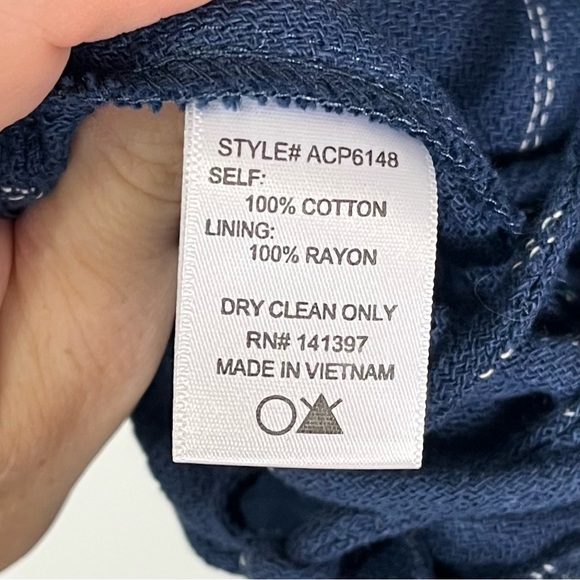 STYLE# ACP6148
SELF:
100% COTTON
LINING:
100% RAYON
DRY CLEAN ONLY
RN# 141397
MADE IN VIETNAM